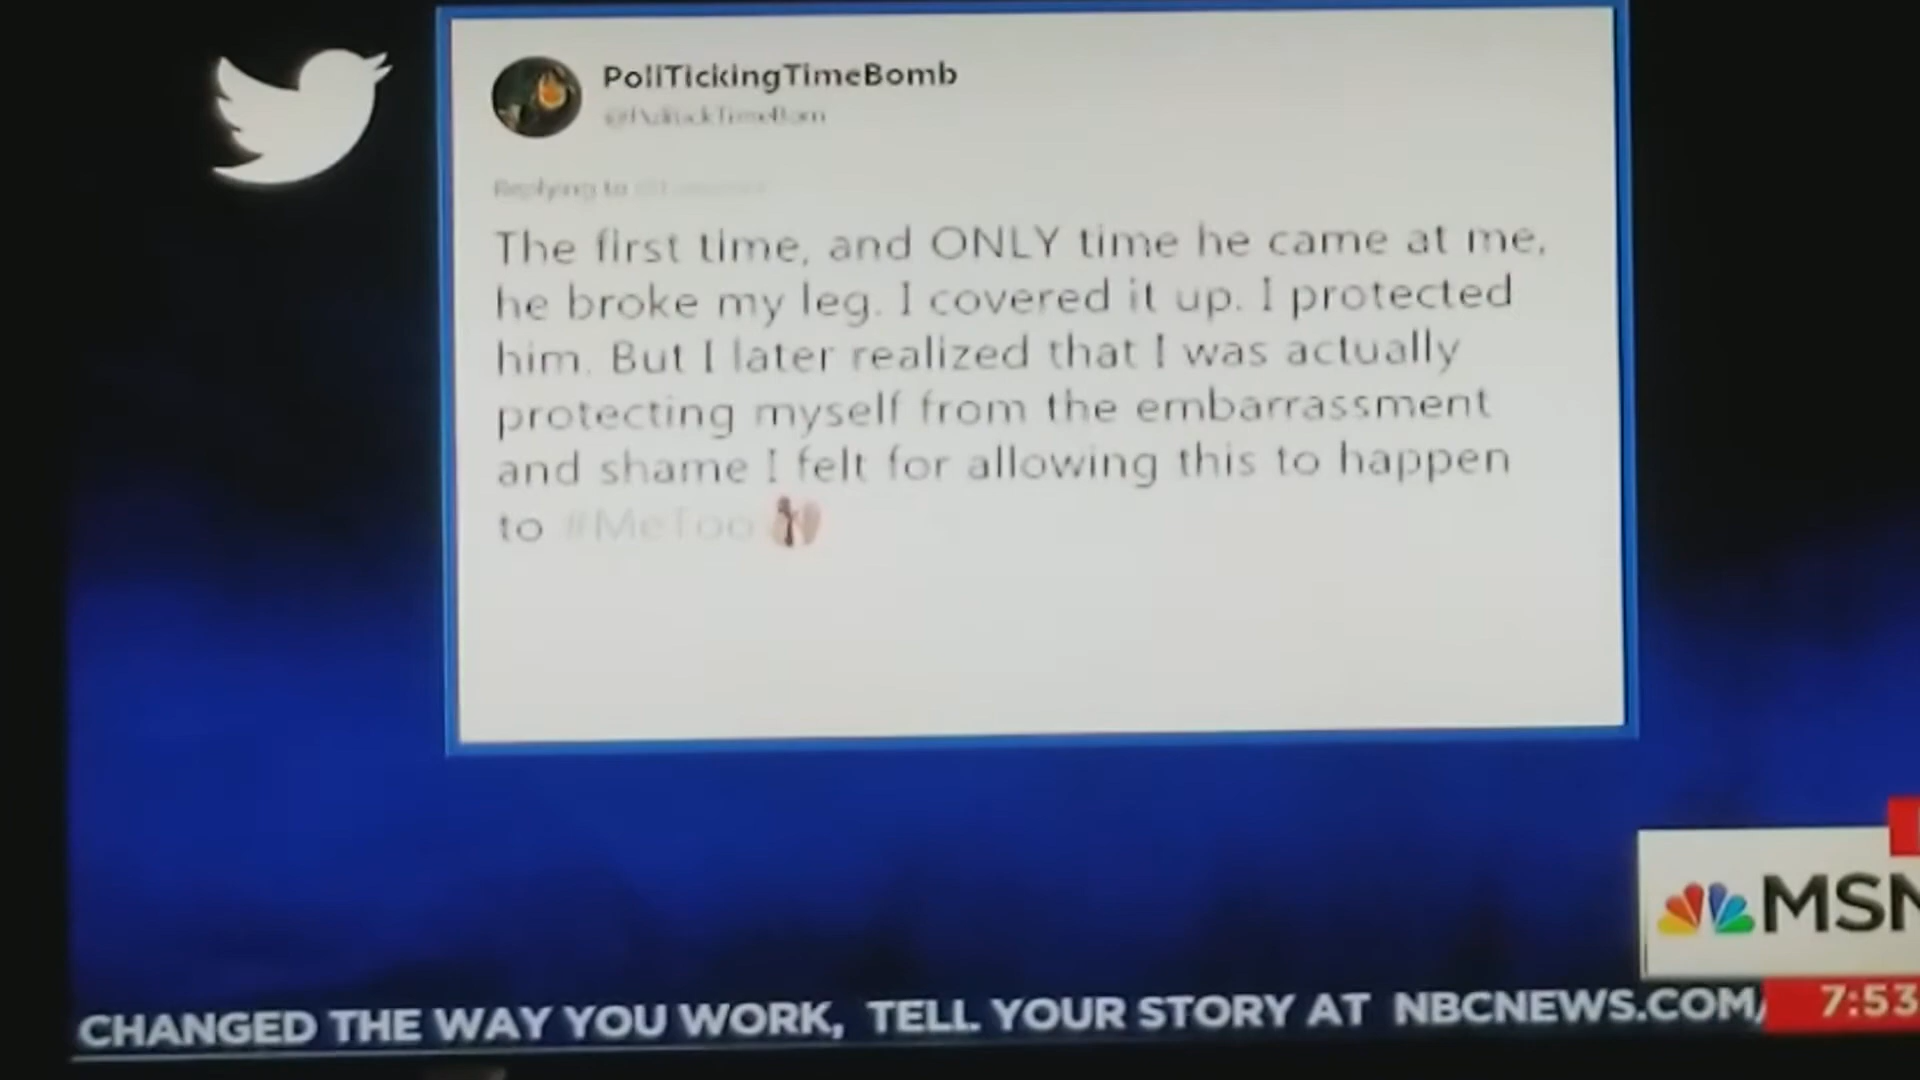 PoliTickingTimeBomb
Replying to
The first time, and ONLY time he came at me,
he broke my leg. I covered it up. I protected
him. But I later realized that I was actually
protecting myself from the embarrassment
and shame I felt for allowing this to happen
to #MeToo
MSN
CHANGED THE WAY YOU WORK, TELL YOUR STORY AT NBCNEWS.COM/
7:53